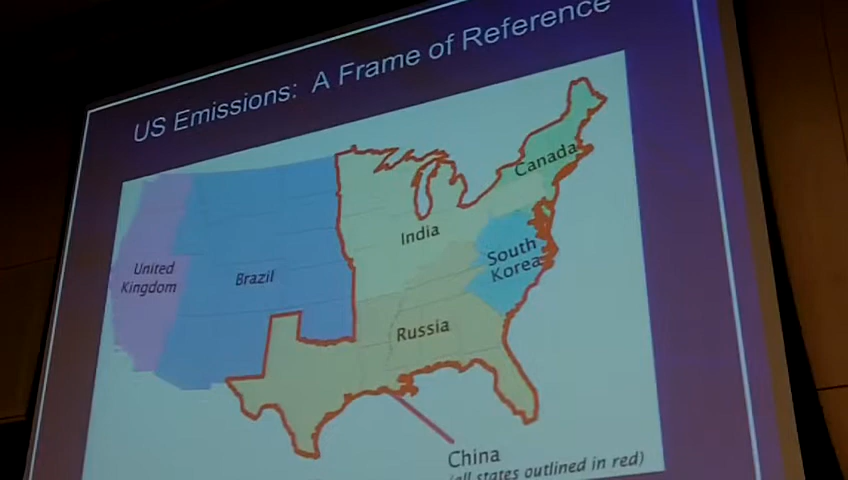 US Emissions: A Frame of Reference
Canada
India
United
Kingdom
Brazil
South
Korea
Russia
China
(all states outlined in red)